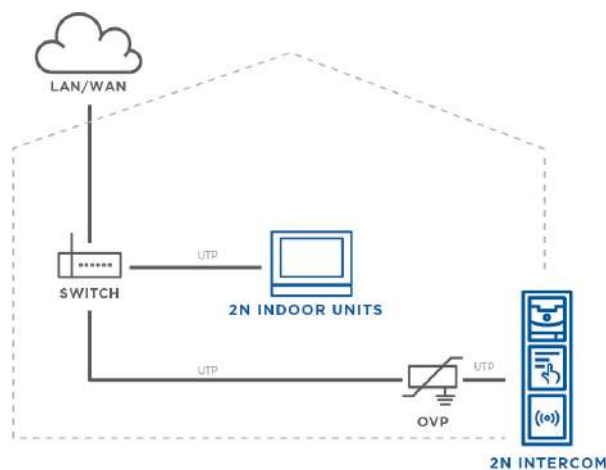 LAN/WAN
UTP
SWITCH
2N INDOOR UNITS
UTP
UTP
OVP
2N INTERCOM